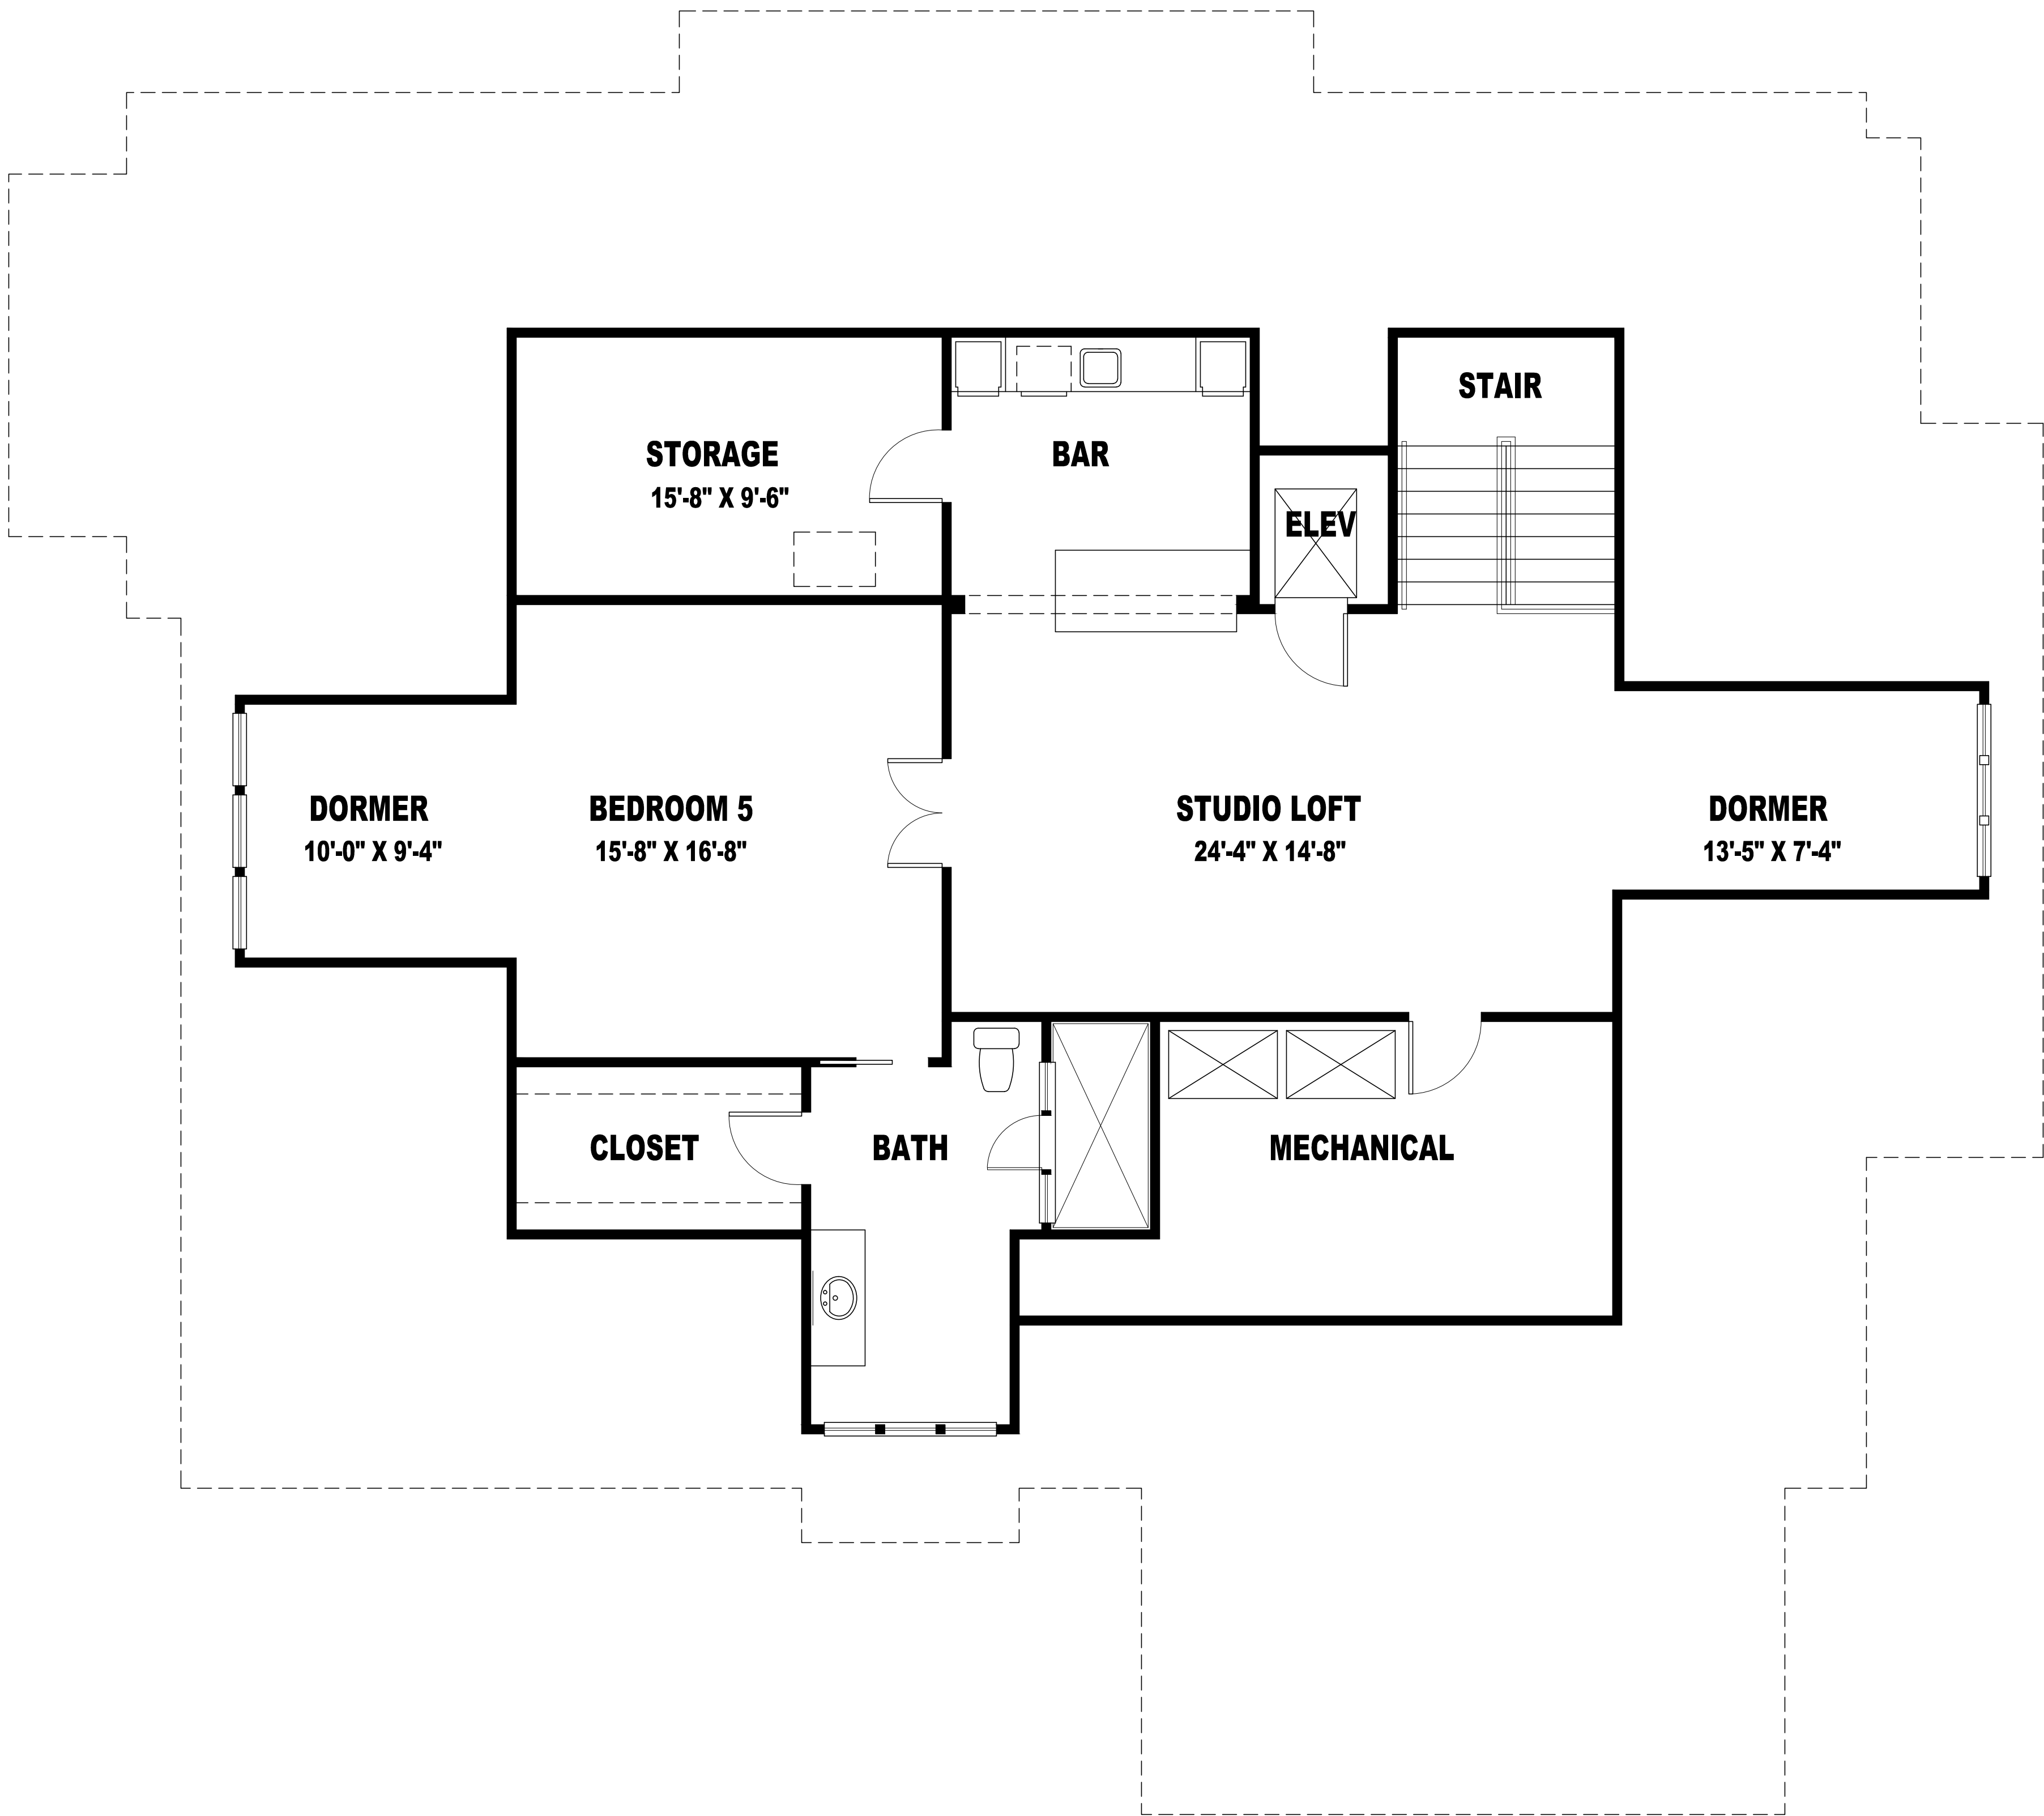 STAIR
STORAGE
15'-8" X 9'-6"
BAR
ELEV
DORMER
10'-0" X 9'-4"
BEDROOM 5
15'-8" X 16'-8"
STUDIO LOFT
24'-4" X 14'-8"
DORMER
13'-5" X 7'-4"
CLOSET
BATH
MECHANICAL